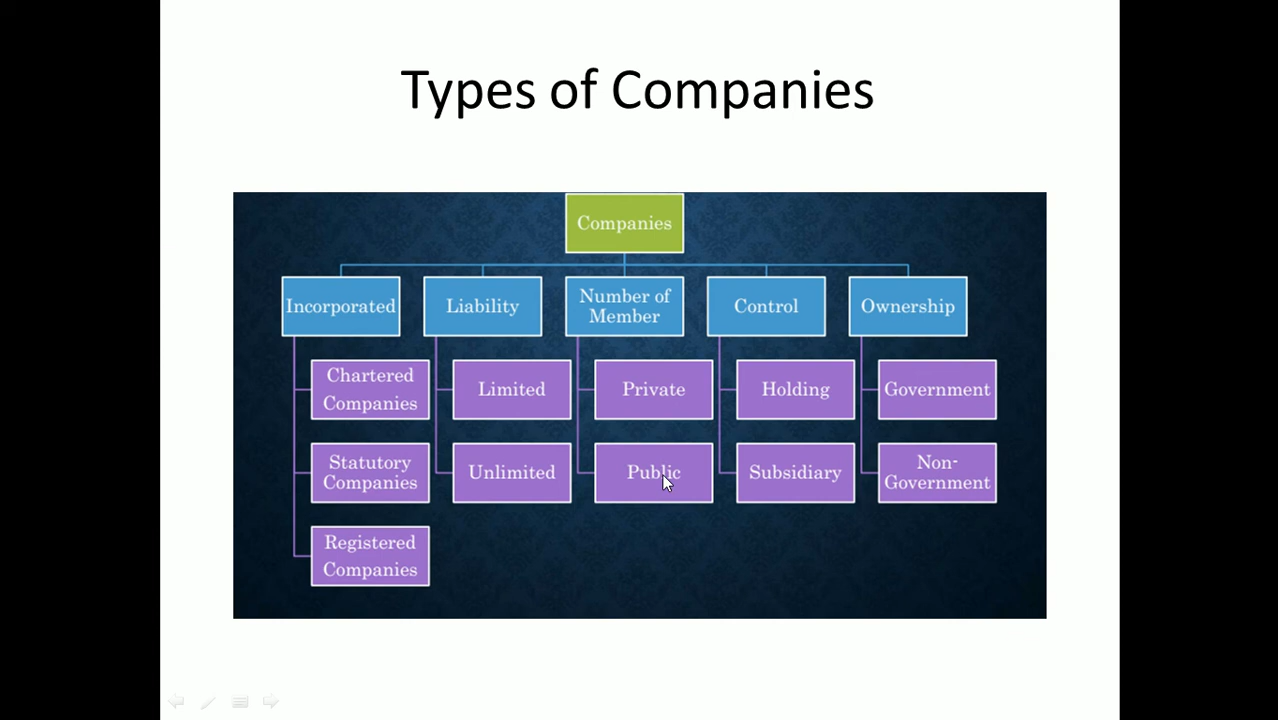 Types of Companies
Companies
Incorporated
Liability
Number of
Member
Control
Ownership
Chartered
Companies
Limited
Private
Holding
Government
Statutory
Companies
Unlimited
Public
Subsidiary
Non-
Government
Registered
Companies